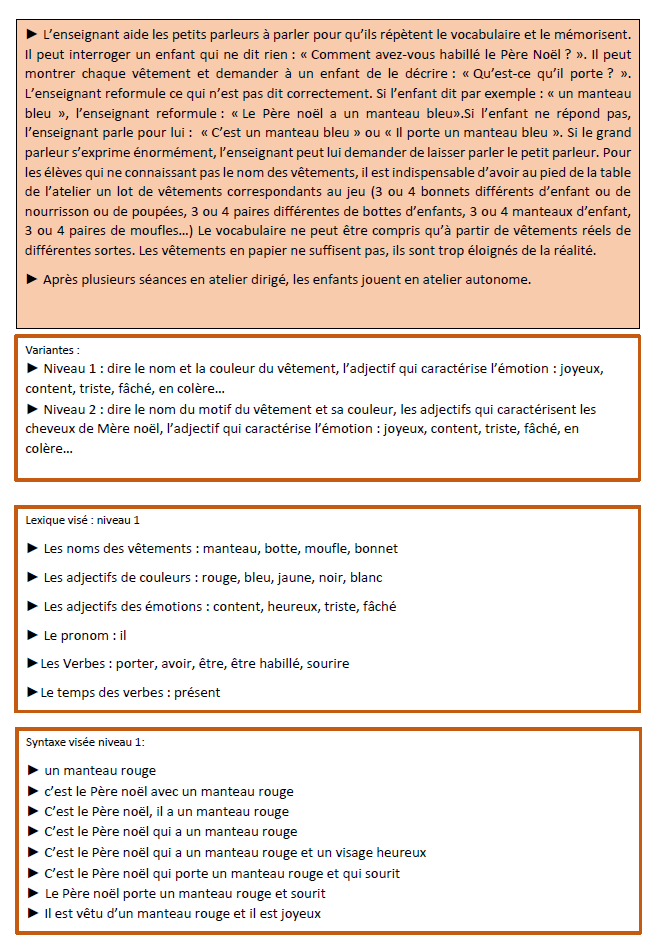 ► L’enseignant aide les petits parleurs à parler pour qu’ils répètent le vocabulaire et le mémorisent.
Il peut interroger un enfant qui ne dit rien : « Comment avez-vous habillé le Père Noël ? ». Il peut
montrer chaque vêtement et demander à un enfant de le décrire : « Qu’est-ce qu’il porte ? ».
L’enseignant reformule ce qui n’est pas dit correctement. Si l’enfant dit par exemple : « un manteau
bleu », l’enseignant reformule : « Le Père noël a un manteau bleu».Si l’enfant ne répond pas,
l’enseignant parle pour lui : « C’est un manteau bleu » ou « Il porte un manteau bleu ». Si le grand
parleur s’exprime énormément, l’enseignant peut lui demander de laisser parler le petit parleur. Pour
les élèves qui ne connaissant pas le nom des vêtements, il est indispensable d’avoir au pied de la table
de l’atelier un lot de vêtements correspondants au jeu (3 ou 4 bonnets différents d’enfant ou de
nourrisson ou de poupées, 3 ou 4 paires différentes de bottes d’enfants, 3 ou 4 manteaux d’enfant,
3 ou 4 paires de moufles…) Le vocabulaire ne peut être compris qu’à partir de vêtements réels de
différentes sortes. Les vêtements en papier ne suffisent pas, ils sont trop éloignés de la réalité.
► Après plusieurs séances en atelier dirigé, les enfants jouent en atelier autonome.
Variantes :
► Niveau 1 : dire le nom et la couleur du vêtement, l’adjectif qui caractérise l’émotion : joyeux,
content, triste, fâché, en colère…
► Niveau 2 : dire le nom du motif du vêtement et sa couleur, les adjectifs qui caractérisent les
cheveux de Mère noël, l’adjectif qui caractérise l’émotion : joyeux, content, triste, fâché, en
colère…
Lexique visé : niveau 1
► Les noms des vêtements : manteau, botte, moufle, bonnet
► Les adjectifs de couleurs : rouge, bleu, jaune, noir, blanc
► Les adjectifs des émotions : content, heureux, triste, fâché
► Le pronom : il
►Les Verbes : porter, avoir, être, être habillé, sourire
►Le temps des verbes : présent
Syntaxe visée niveau 1:
► un manteau rouge
► c’est le Père noël avec un manteau rouge
► C’est le Père noël, il a un manteau rouge
► C’est le Père noël qui a un manteau rouge
► C’est le Père noël qui a un manteau rouge et un visage heureux
► C’est le Père noël qui porte un manteau rouge et qui sourit
► Le Père noël porte un manteau rouge et sourit
► Il est vêtu d’un manteau rouge et il est joyeux